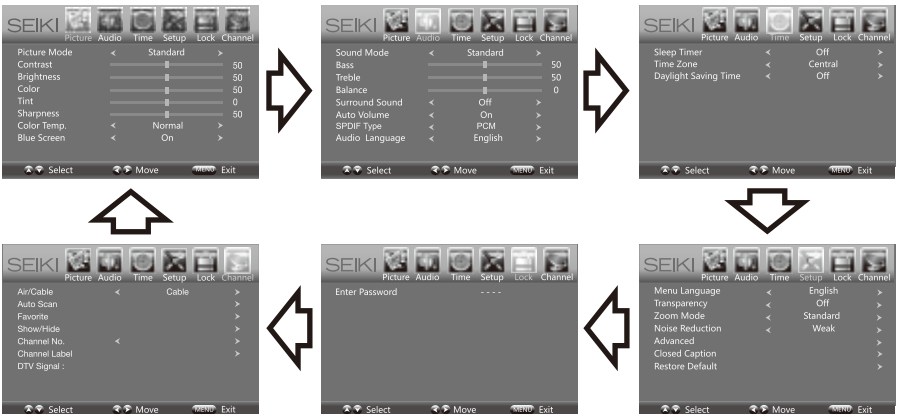 SEIKI
Picture Audio Time Setup Lock Channel
Picture Mode Standard
Contrast 50
Brightness 50
Color 50
Tint 0
Sharpness 50
Color Temp. Normal
Blue Screen On
Select Move MENU Exit
SEIKI
Picture Audio Time Setup Lock Channel
Sound Mode Standard
Bass 50
Treble 50
Balance 0
Surround Sound Off
Auto Volume On
SPDIF Type PCM
Audio Language English
Select Move MENU Exit
SEIKI
Picture Audio Time Setup Lock Channel
Sleep Timer Off
Time Zone Central
Daylight Saving Time Off
Select Move MENU Exit
SEIKI
Picture Audio Time Setup Lock Channel
Air/Cable Cable
Auto Scan
Favorite
Show/Hide
Channel No.
Channel Label
DTV Signal :
Select Move MENU Exit
SEIKI
Picture Audio Time Setup Lock Channel
Enter Password - - - -
Select Move MENU Exit
SEIKI
Picture Audio Time Setup Lock Channel
Menu Language English
Transparency Off
Zoom Mode Standard
Noise Reduction Weak
Advanced
Closed Caption
Restore Default
Select Move MENU Exit